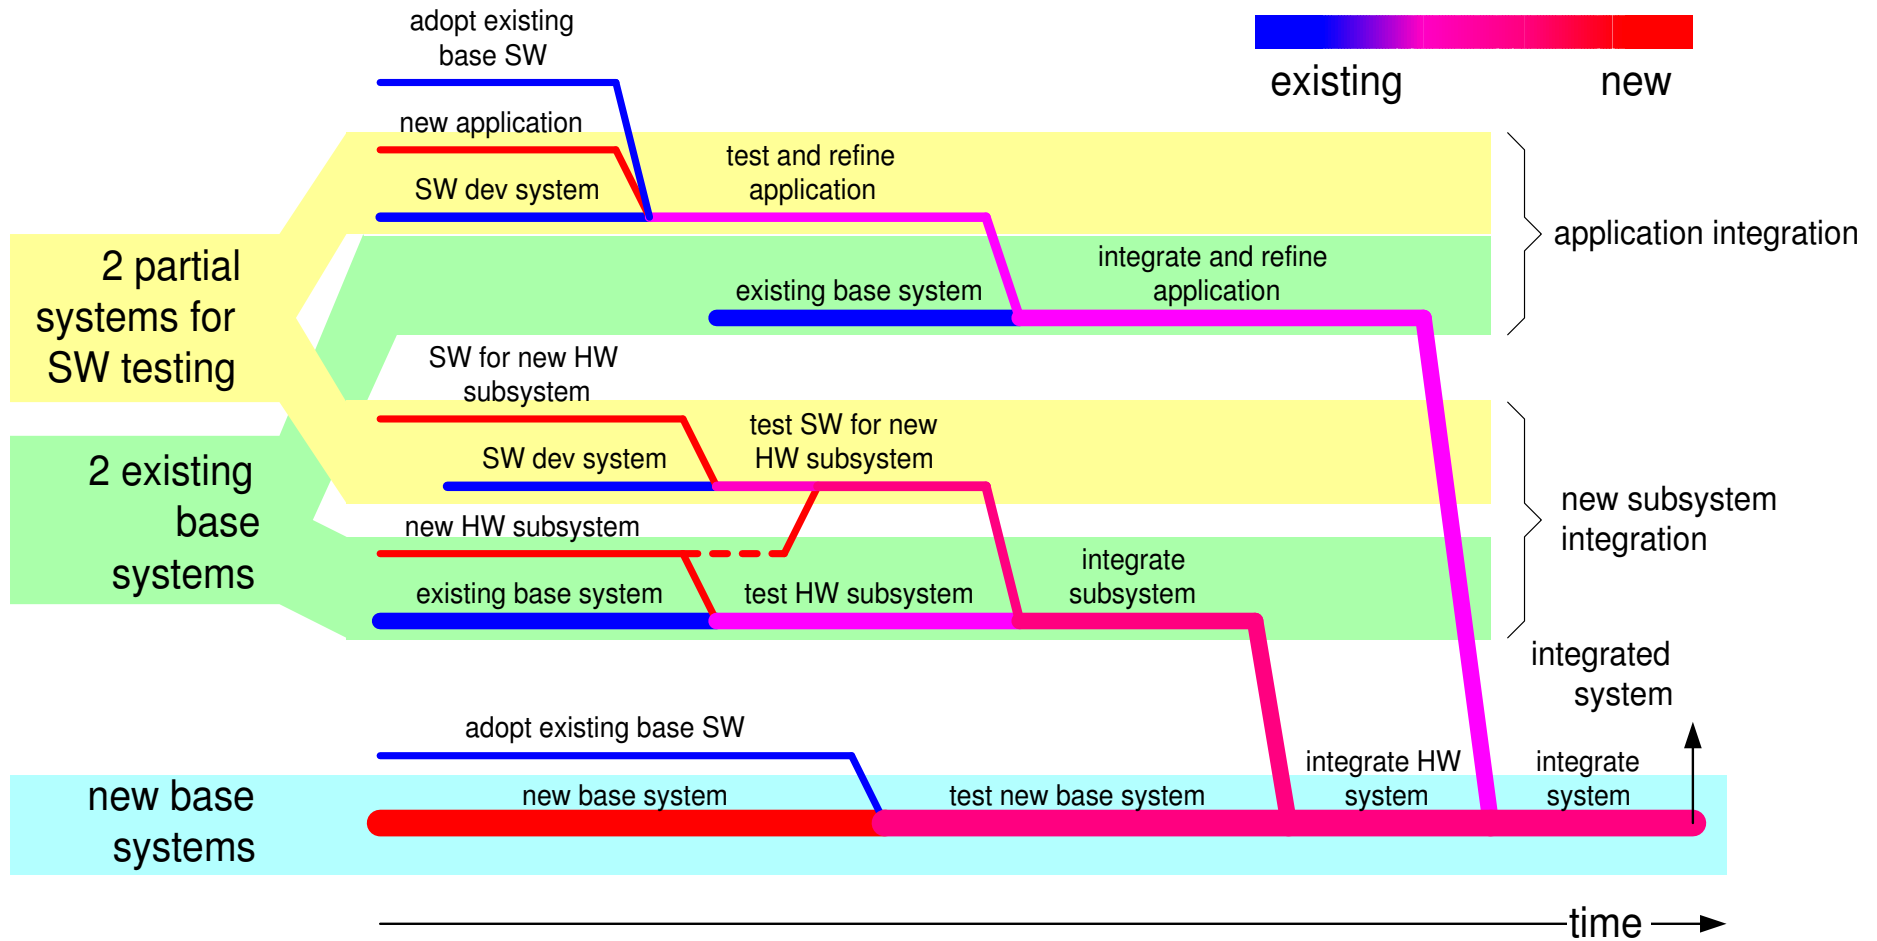 adopt existing
base SW
existing
new
new application
test and refine
application
SW dev system
application integration
2 partial
systems for
SW testing
integrate and refine
application
existing base system
SW for new HW
subsystem
test SW for new
HW subsystem
SW dev system
2 existing
base
systems
new subsystem
integration
new HW subsystem
integrate
subsystem
existing base system
test HW subsystem
integrated
system
adopt existing base SW
integrate HW
system
integrate
system
new base
systems
new base system
test new base system
time